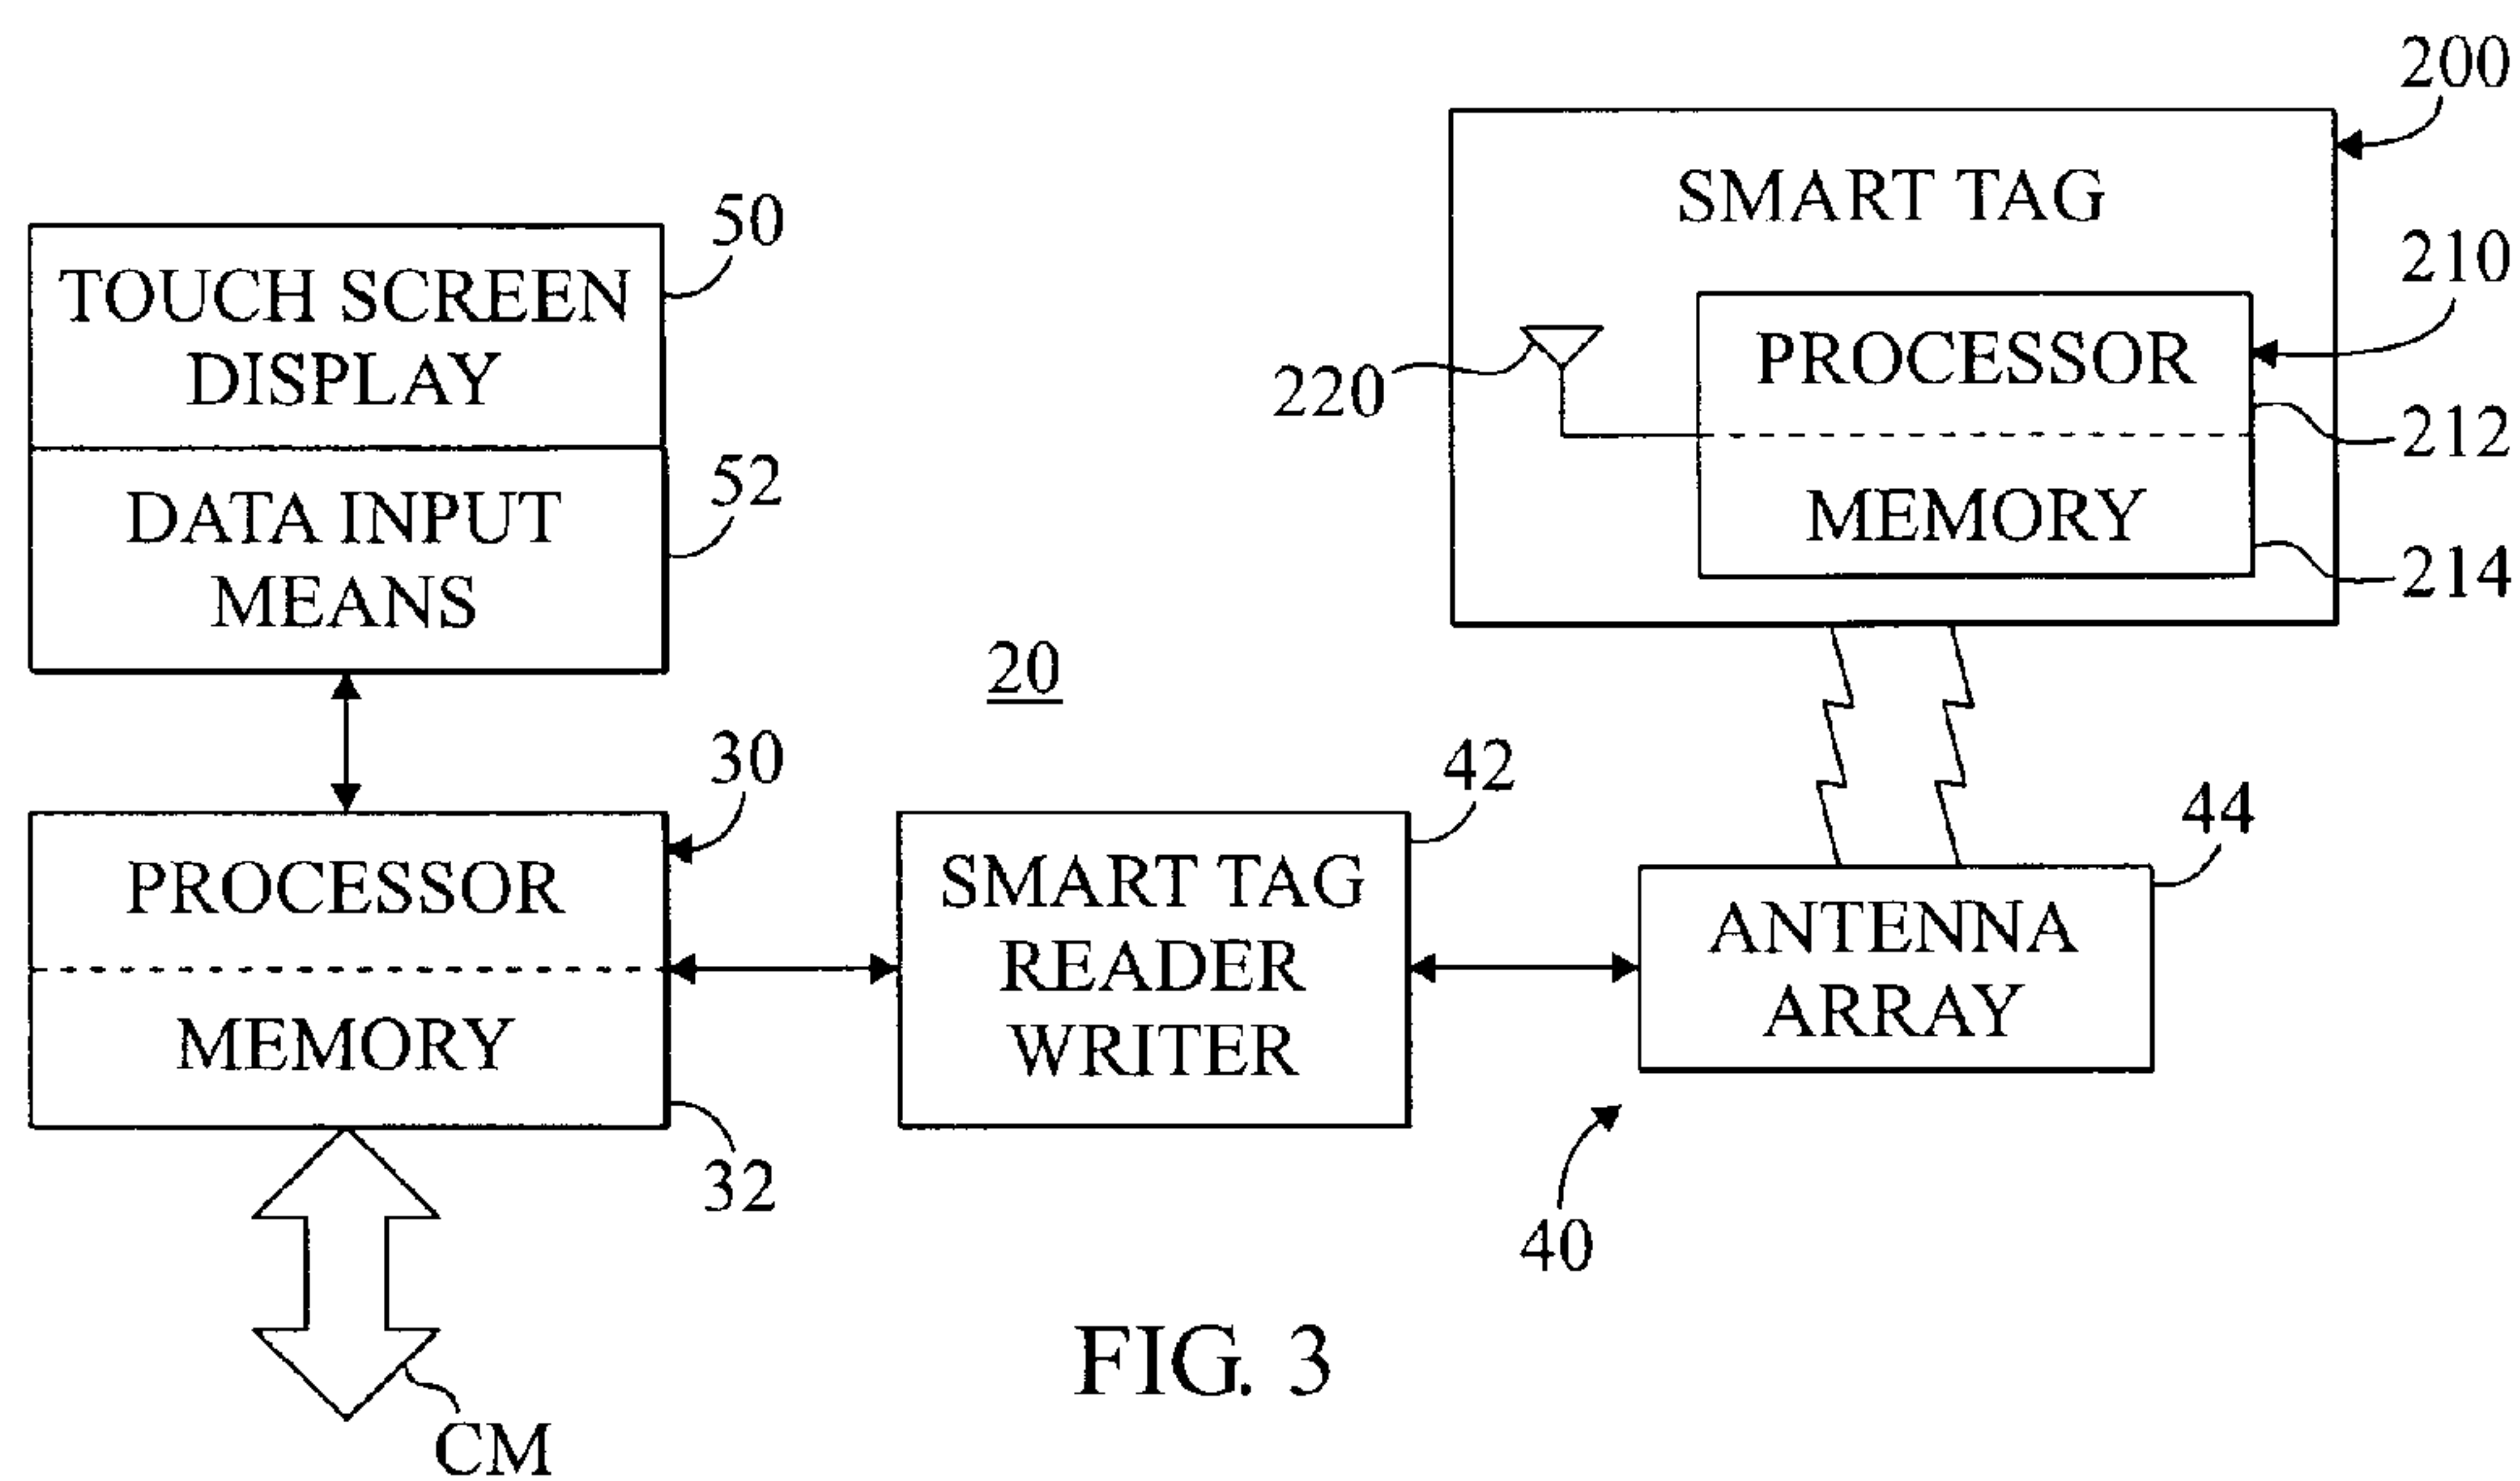 200
SMART TAG
50
210
TOUCH SCREEN
DISPLAY
PROCESSOR
220
212
52
DATA INPUT
MEANS
MEMORY
214
20
30
42
44
PROCESSOR
MEMORY
SMART TAG
READER
WRITER
ANTENNA
ARRAY
32
40
FIG. 3
CM